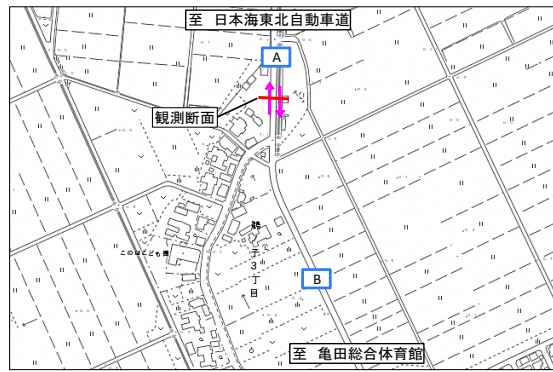 至 日本海東北自動車道
A
観測断面
このはこども園
鵜ノ子3丁目
B
至 亀田総合体育館